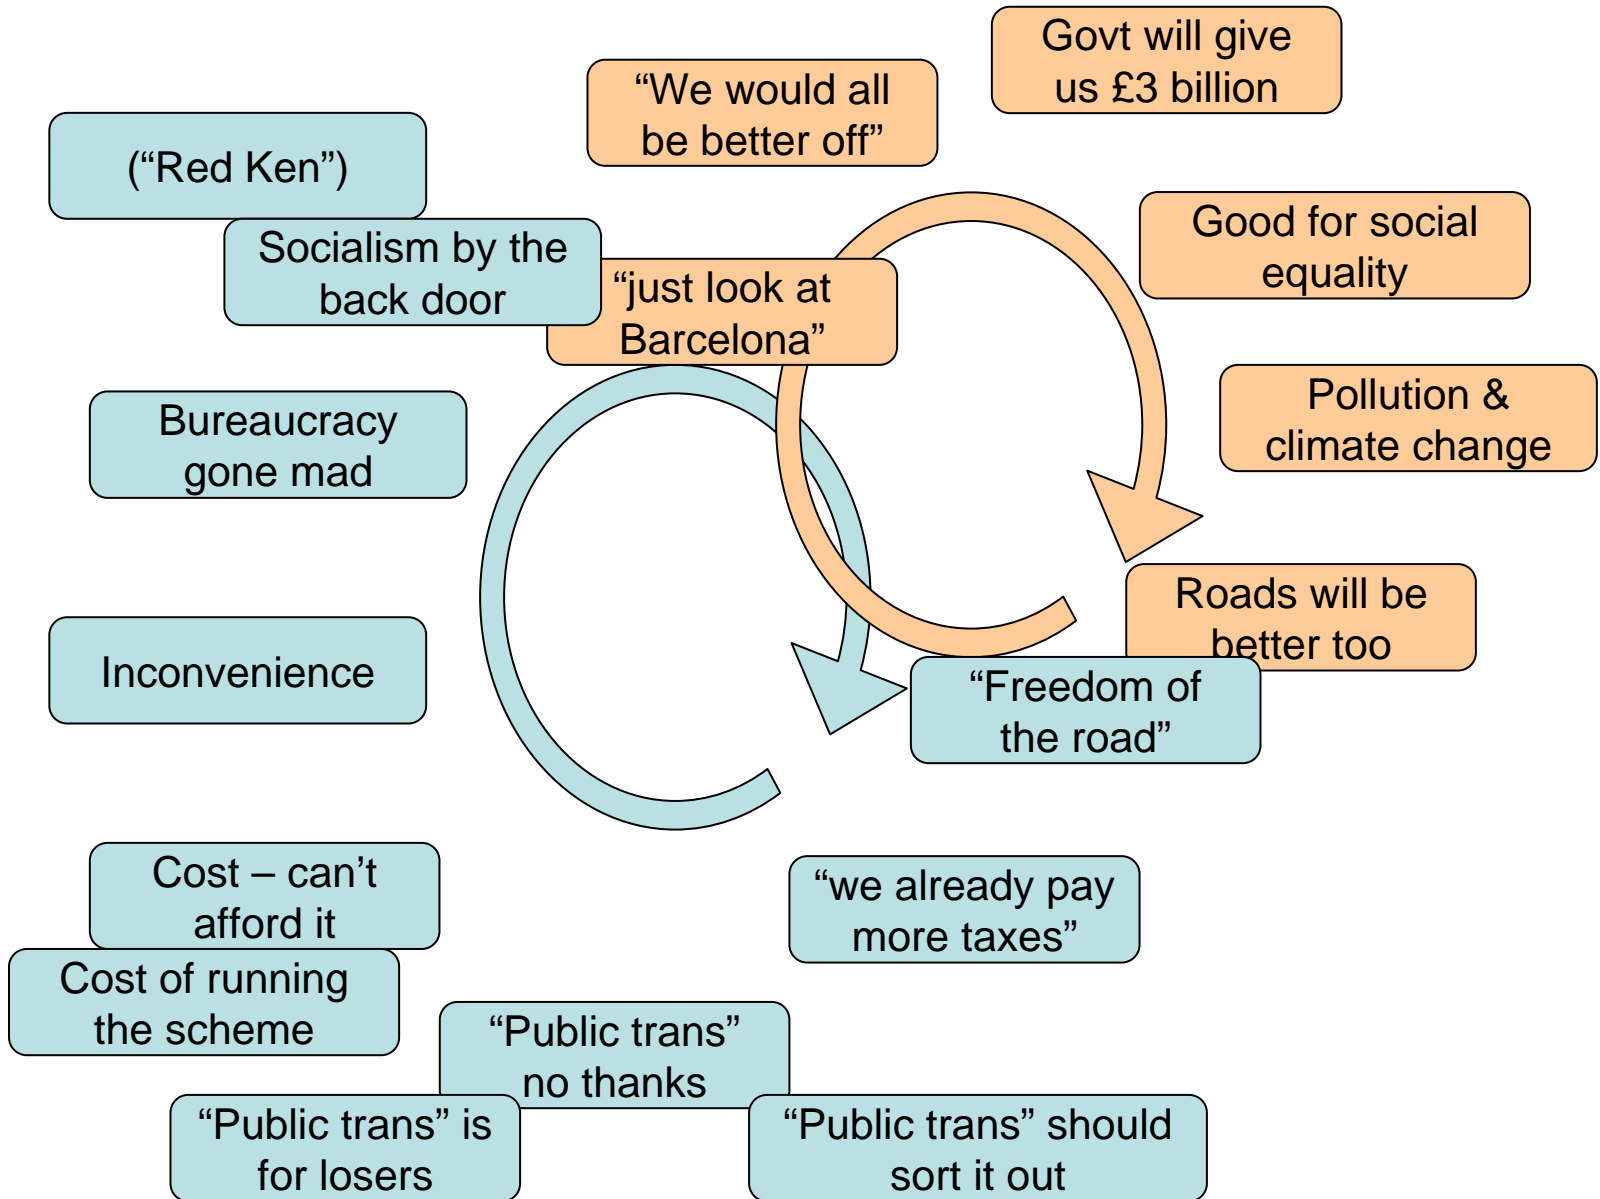 Govt will give
us £3 billion
“We would all
be better off”
(“Red Ken”)
Socialism by the
back door
“just look at
Barcelona”
Good for social
equality
Bureaucracy
gone mad
Pollution &
climate change
Inconvenience
Roads will be
better too
“Freedom of
the road”
Cost – can’t
afford it
“we already pay
more taxes”
Cost of running
the scheme
“Public trans”
no thanks
“Public trans” is
for losers
“Public trans” should
sort it out